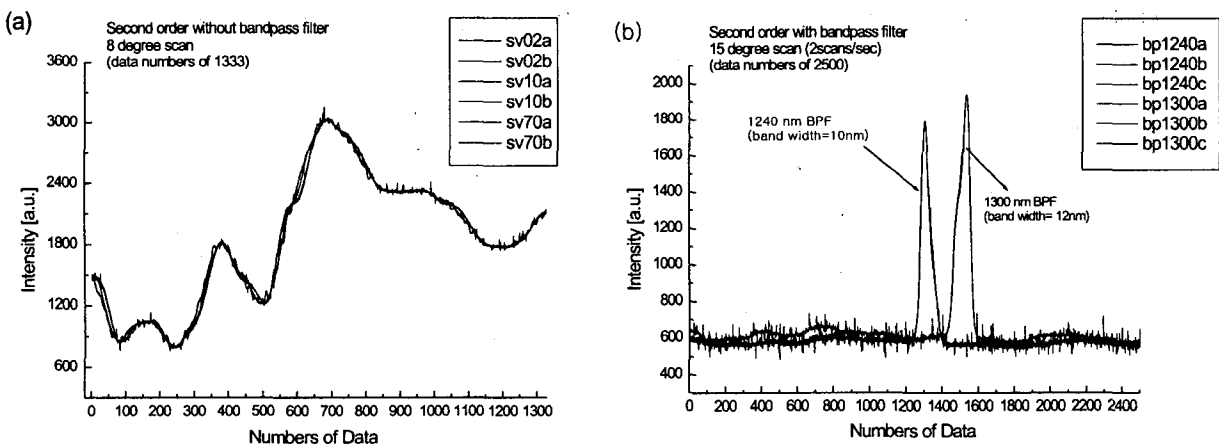 (a)
Second order without bandpass filter
8 degree scan
(data numbers of 1333)
sv02a
sv02b
sv10a
sv10b
sv70a
sv70b
3600
3000
2400
1800
1200
600
Intensity [a.u.]
0 100 200 300 400 500 600 700 800 900 1000 1100 1200 1300
Numbers of Data
(b)
Second order with bandpass filter
15 degree scan (2scans/sec)
(data numbers of 2500)
bp1240a
bp1240b
bp1240c
bp1300a
bp1300b
bp1300c
1240 nm BPF
(band width=10nm)
1300 nm BPF
(band width= 12nm)
2000
1800
1600
1400
1200
1000
800
600
400
Intensity [a.u.]
0 200 400 600 800 1000 1200 1400 1600 1800 2000 2200 2400
Numbers of Data